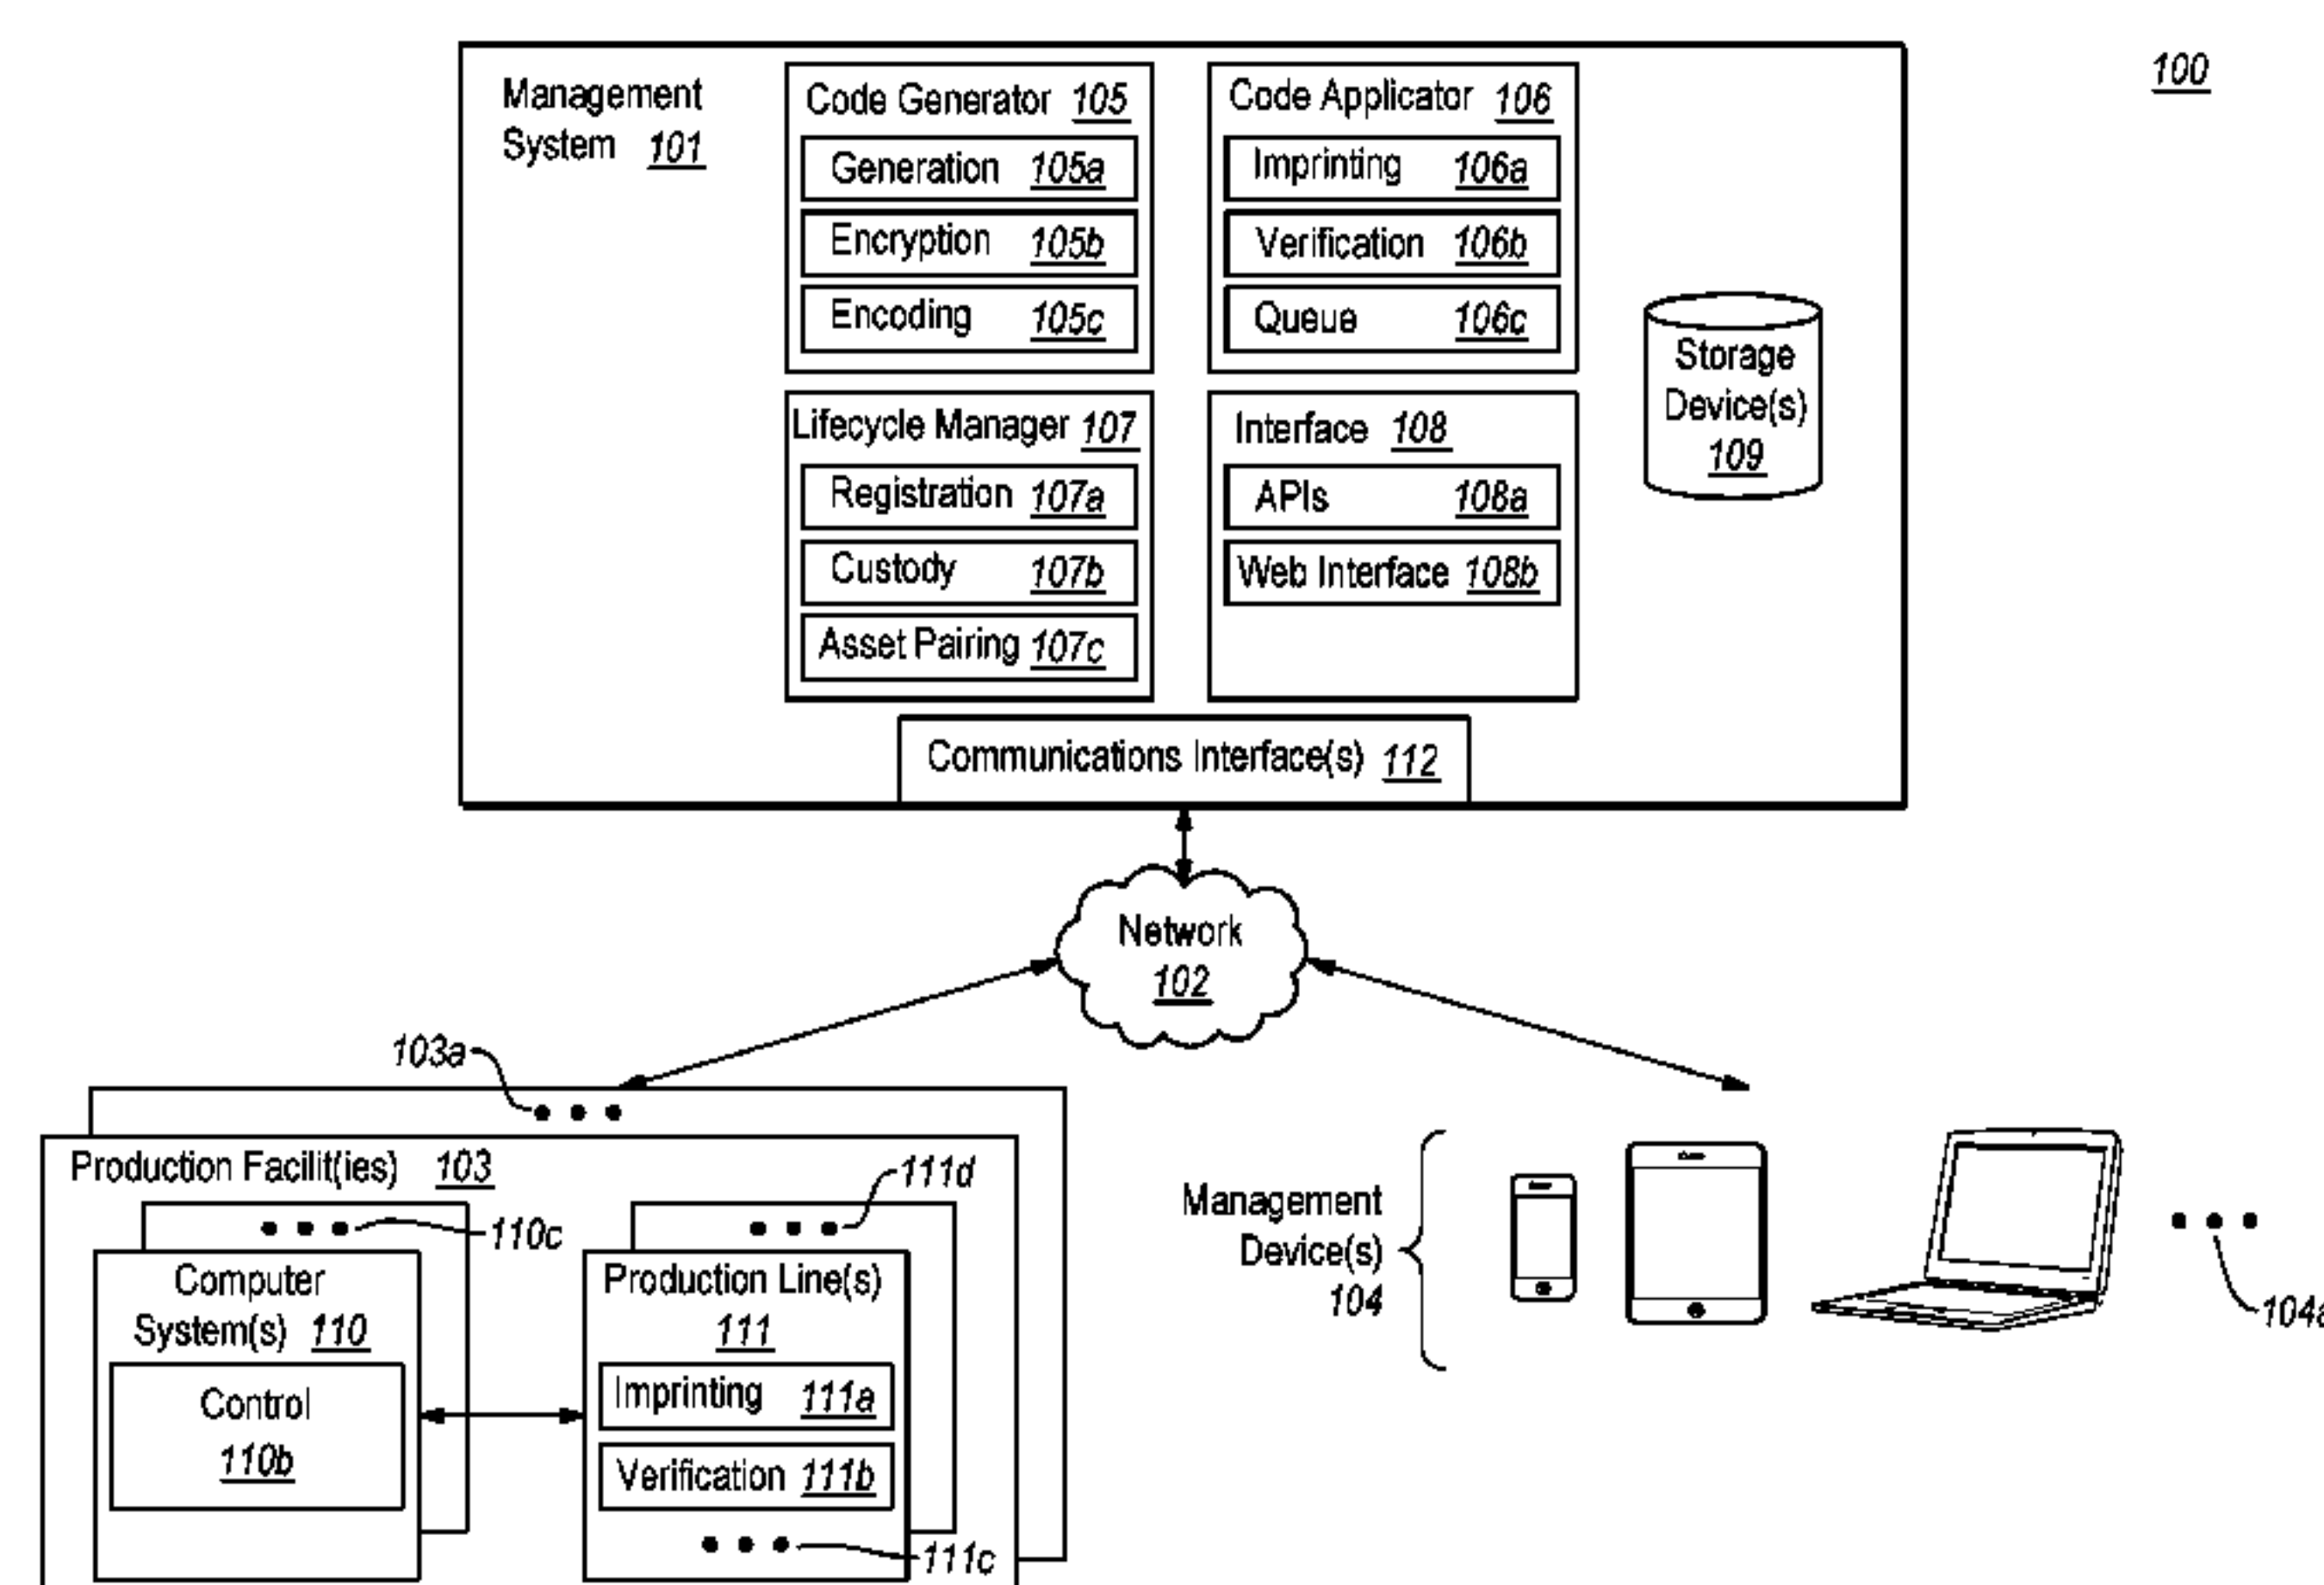 100
Management
System 101
Code Generator 105
Generation 105a
Encryption 105b
Encoding 105c
Code Applicator 106
Imprinting 106a
Verification 106b
Queue 106c
Lifecycle Manager 107
Registration 107a
Custody 107b
Asset Pairing 107c
Interface 108
APIs 108a
Web Interface 108b
Storage
Device(s)
109
Communications Interface(s) 112
Network
102
103a
Production Facilit(ies) 103
110c
Computer
System(s) 110
Control
110b
111d
Production Line(s)
111
Imprinting 111a
Verification 111b
111c
Management
Device(s)
104
104a